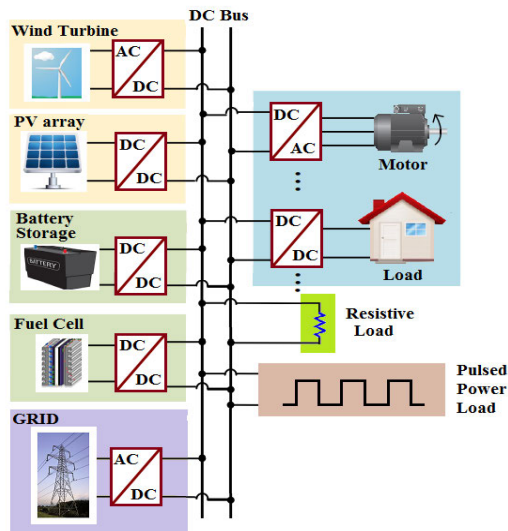 DC Bus
Wind Turbine
AC
DC
PV array
DC
DC
Battery
Storage
BATTERY
DC
DC
Fuel Cell
DC
DC
GRID
AC
DC
DC
AC
Motor
DC
DC
Load
Resistive
Load
Pulsed
Power
Load